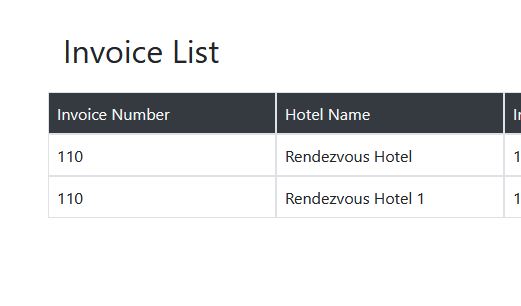 Invoice List
Invoice Number Hotel Name
110 Rendezvous Hotel
110 Rendezvous Hotel 1